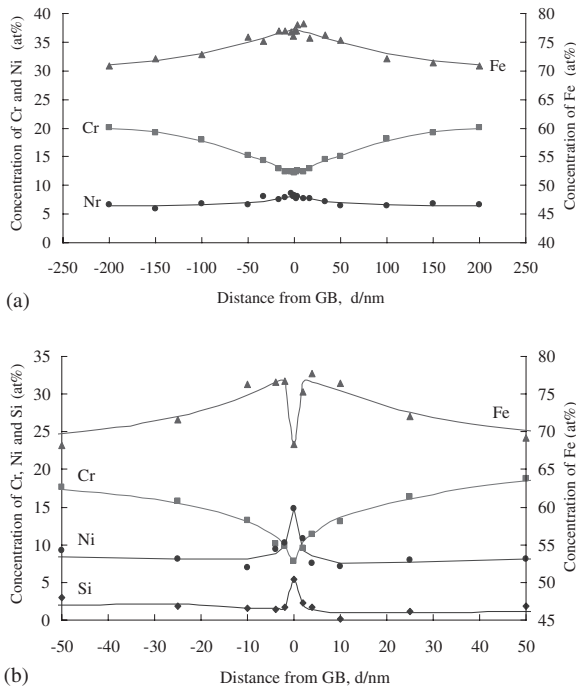 Concentration of Cr and Ni (at%)
40
35
30
25
20
15
10
5
0
Fe
Cr
Nr
80
75
70
65
60
55
50
45
40
Concentration of Fe (at%)
-250 -200 -150 -100 -50 0 50 100 150 200 250
Distance from GB, d/nm
(a)
Concentration of Cr, Ni and Si (at%)
35
30
25
20
15
10
5
0
Fe
Cr
Ni
Si
80
75
70
65
60
55
50
45
Concentration of Fe (at%)
-50 -40 -30 -20 -10 0 10 20 30 40 50
Distance from GB, d/nm
(b)